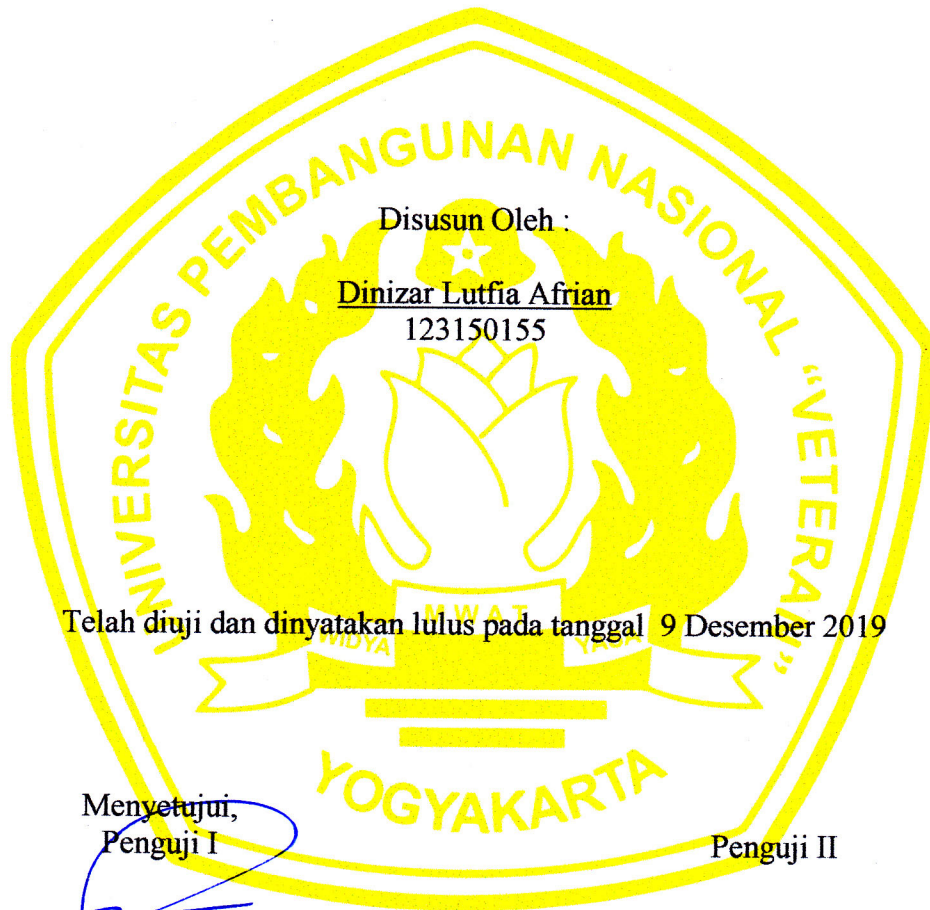 UNIVERSITAS PEMBANGUNAN NASIONAL "VETERAN"
Disusun Oleh :
Dinizar Lutfia Afrian
123150155
Telah diuji dan dinyatakan lulus pada tanggal 9 Desember 2019
WIDYA MWAT YASA
YOGYAKARTA
Menyetujui,
Penguji I
Penguji II